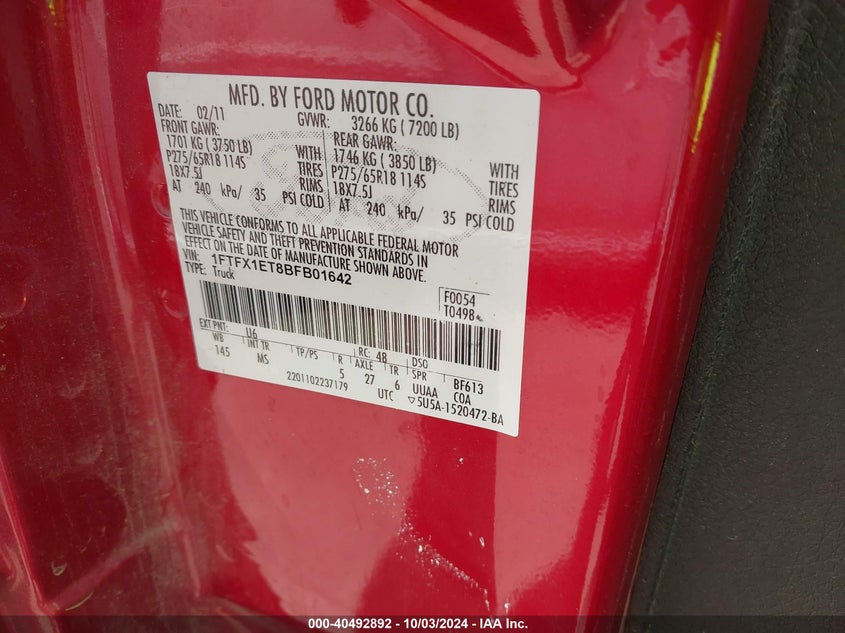 MFD. BY FORD MOTOR CO.
DATE: 02/11 GVWR: 3266 KG ( 7200 LB)
FRONT GAWR: REAR GAWR:
1701 KG ( 3750 LB) WITH 1746 KG ( 3850 LB) WITH
P275/65R18 114S TIRES P275/65R18 114S TIRES
18X7.5J RIMS 18X7.5J RIMS
AT 240 kPa/ 35 PSI COLD AT 240 kPa/ 35 PSI COLD
THIS VEHICLE CONFORMS TO ALL APPLICABLE FEDERAL MOTOR
VEHICLE SAFETY AND THEFT PREVENTION STANDARDS IN
EFFECT ON THE DATE OF MANUFACTURE SHOWN ABOVE.
VIN: 1FTFX1ET8BFB01642
TYPE: Truck
F0054
T0498
EXT PNT: U6 RC: 48 DSO
WB INT TR TP/PS R AXLE TR SPR BF613
145 MS 5 27 6 UUAA COA
2201102237179 UTC ▽5U5A-1520472-BA
000-40492892 - 10/03/2024 - IAA Inc.